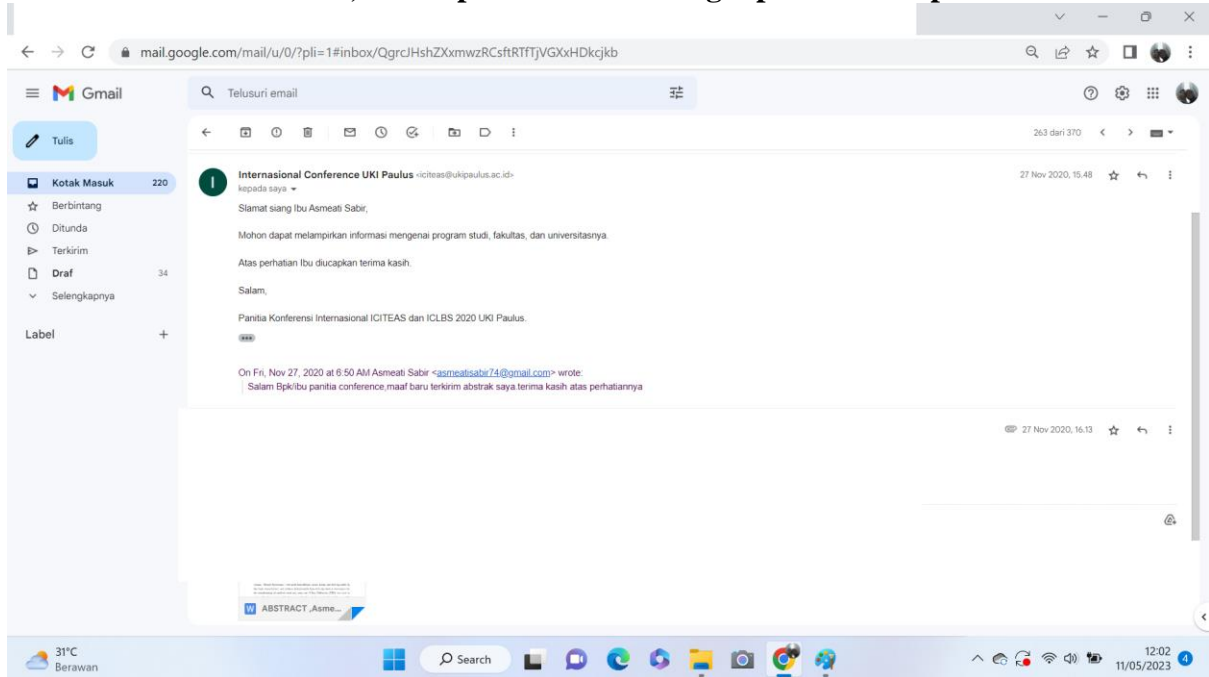 mail.google.com/mail/u/0/?pli=1#inbox/QgrcJHshZXxmwzRCsftRTfTjVGXxHDkcjkb
Gmail
Telusuri email
Tulis
263 dari 370
Kotak Masuk 220
Berbintang
Ditunda
Terkirim
Draf 34
Selengkapnya
Label
I
Internasional Conference UKI Paulus <iciteas@ukipaulus.ac.id>
27 Nov 2020, 15.48
kepada saya
Slamat siang Ibu Asmeati Sabir,
Mohon dapat melampirkan informasi mengenai program studi, fakultas, dan universitasnya.
Atas perhatian Ibu diucapkan terima kasih.
Salam,
Panitia Konferensi Internasional ICITEAS dan ICLBS 2020 UKI Paulus.
On Fri, Nov 27, 2020 at 6:50 AM Asmeati Sabir <asmeatisabir74@gmail.com> wrote:
Salam Bpk/ibu panitia conference,maaf baru terkirim abstrak saya.terima kasih atas perhatiannya
27 Nov 2020, 16.13
W ABSTRACT ,Asme...
31°C
Berawan
Search
12:02
11/05/2023
4